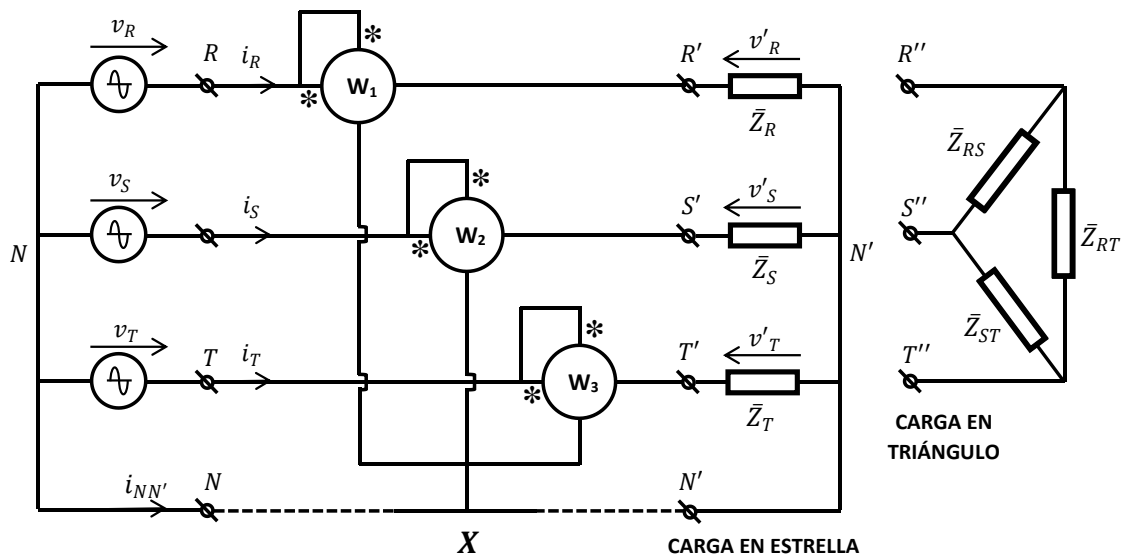 v_R
R
i_R
*
*
W₁
R′
v′_R
Z̄_R
R′′
Z̄_RS
v_S
i_S
*
*
W₂
S′
v′_S
Z̄_S
N
N′
S′′
Z̄_RT
Z̄_ST
v_T
T
i_T
*
*
W₃
T′
v′_T
Z̄_T
T′′
CARGA EN
TRIÁNGULO
i_NN′
N
X
N′
CARGA EN ESTRELLA